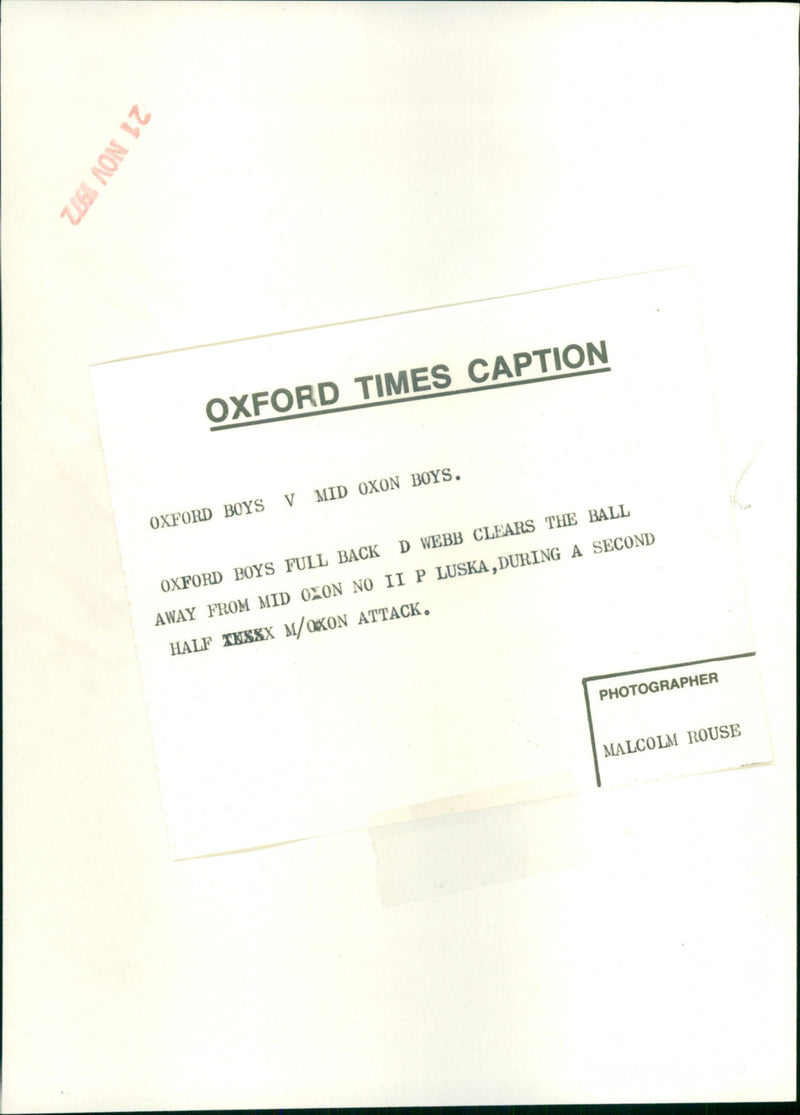 21 NOV 1972
OXFORD TIMES CAPTION
OXFORD BOYS V MID OXON BOYS.
OXFORD BOYS FULL BACK D WEBB CLEARS THE BALL
AWAY FROM MID OXON NO II P LUSKA,DURING A SECOND
HALF M/OXON ATTACK.
PHOTOGRAPHER
MALCOLM ROUSE